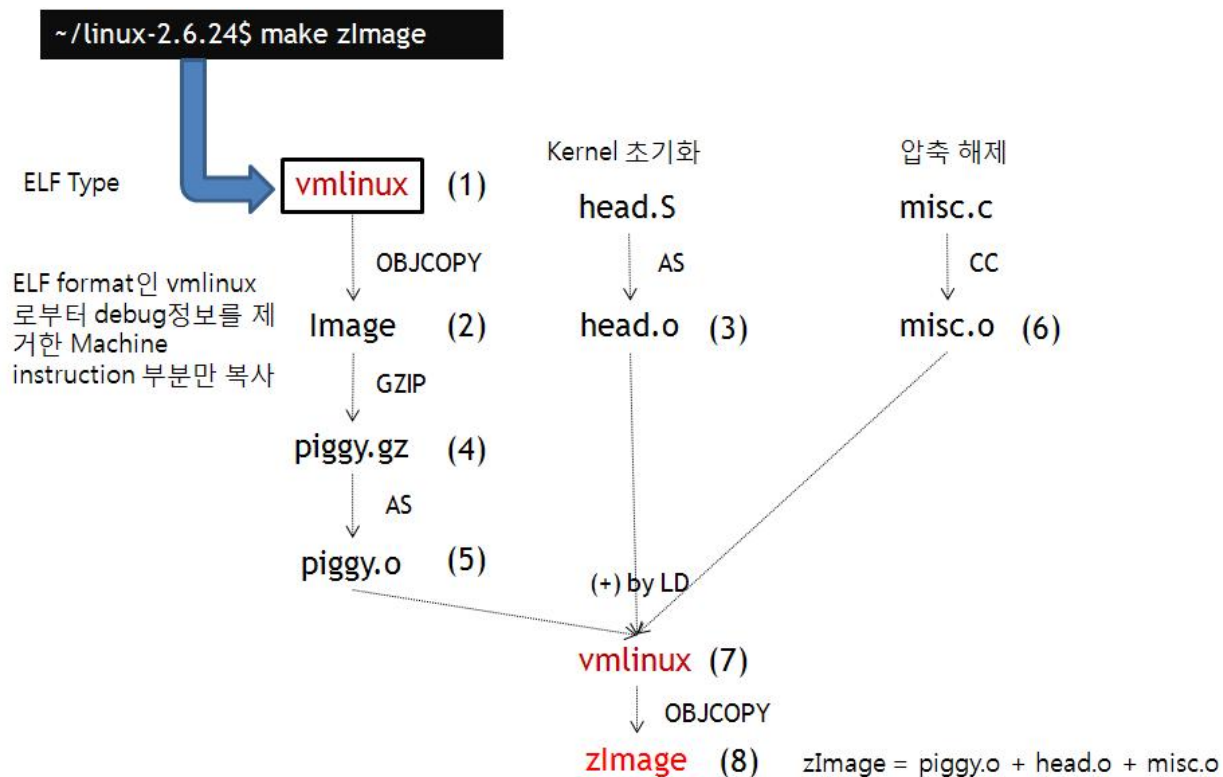 ~/linux-2.6.24$ make zImage
Kernel 초기화
압축 해제
ELF Type
vmlinux (1)
head.S
misc.c
OBJCOPY
AS
CC
ELF format인 vmlinux
로부터 debug정보를 제
거한 Machine
instruction 부분만 복사
Image (2)
head.o (3)
misc.o (6)
GZIP
piggy.gz (4)
AS
piggy.o (5)
(+) by LD
vmlinux (7)
OBJCOPY
zImage (8)
zImage = piggy.o + head.o + misc.o